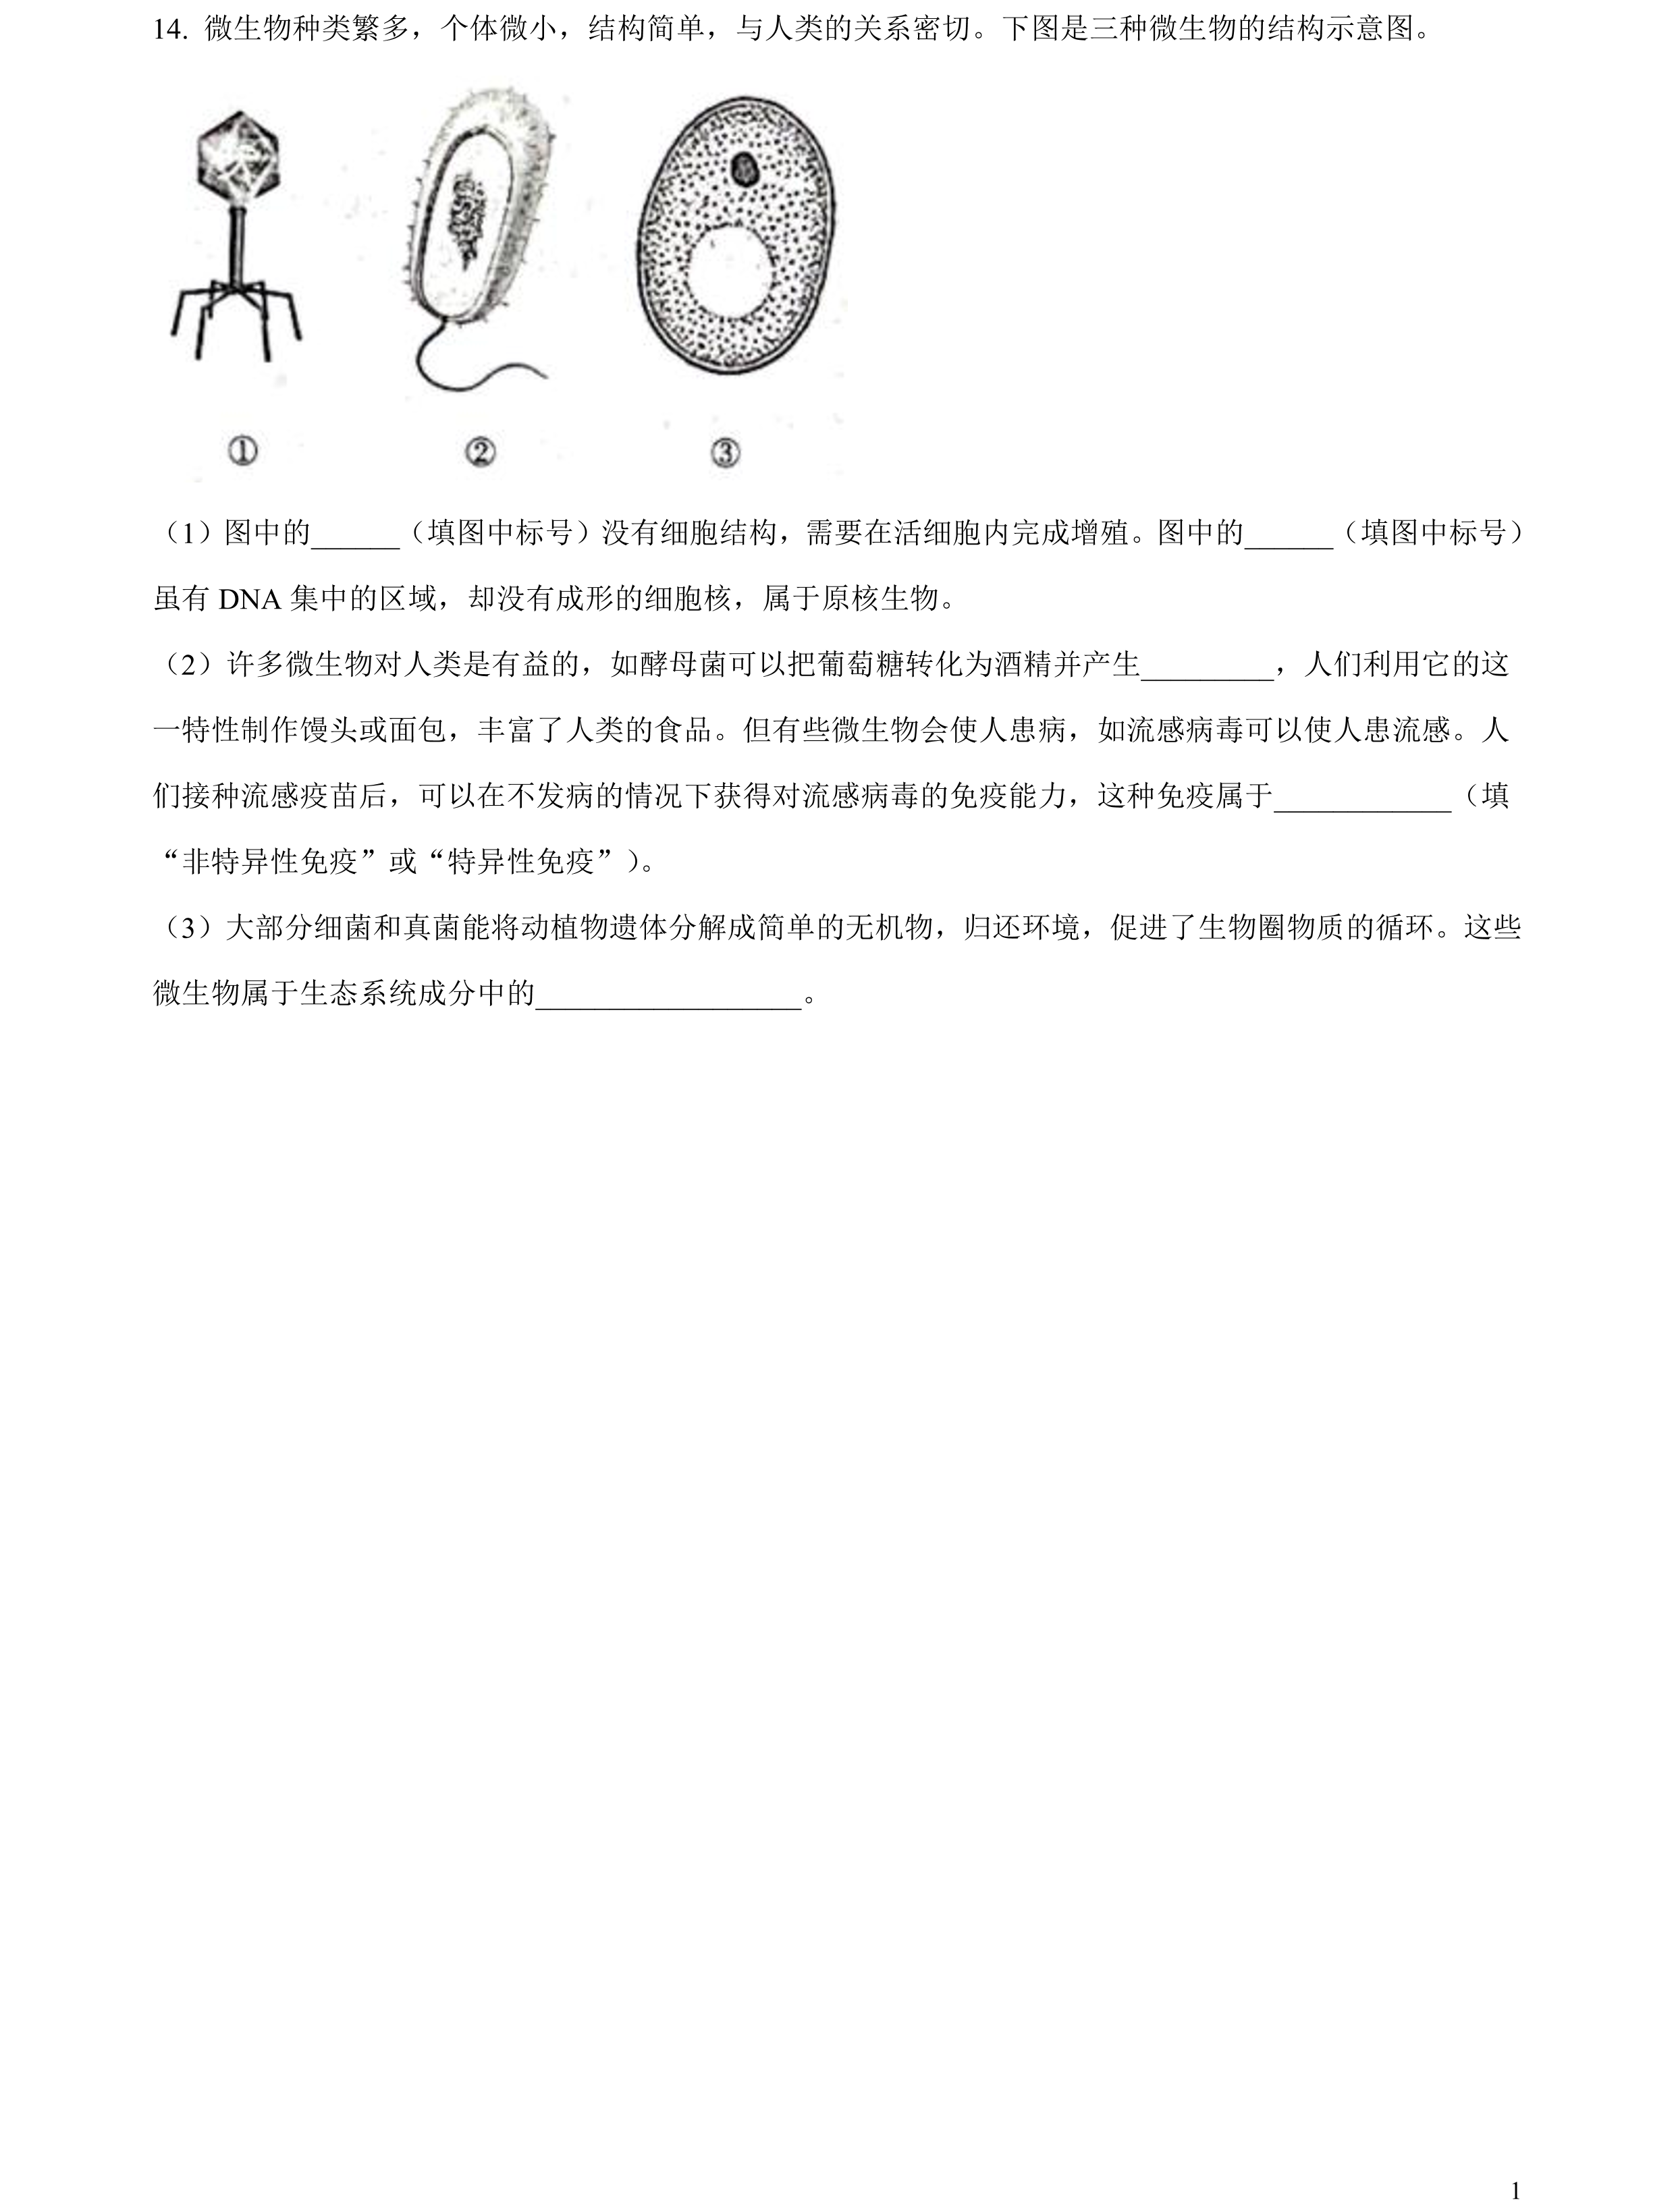 14. 微生物种类繁多，个体微小，结构简单，与人类的关系密切。下图是三种微生物的结构示意图。
① ② ③
（1）图中的______（填图中标号）没有细胞结构，需要在活细胞内完成增殖。图中的______（填图中标号）
虽有 DNA 集中的区域，却没有成形的细胞核，属于原核生物。
（2）许多微生物对人类是有益的，如酵母菌可以把葡萄糖转化为酒精并产生_________，人们利用它的这
一特性制作馒头或面包，丰富了人类的食品。但有些微生物会使人患病，如流感病毒可以使人患流感。人
们接种流感疫苗后，可以在不发病的情况下获得对流感病毒的免疫能力，这种免疫属于____________（填
“非特异性免疫”或“特异性免疫”）。
（3）大部分细菌和真菌能将动植物遗体分解成简单的无机物，归还环境，促进了生物圈物质的循环。这些
微生物属于生态系统成分中的__________________。
1